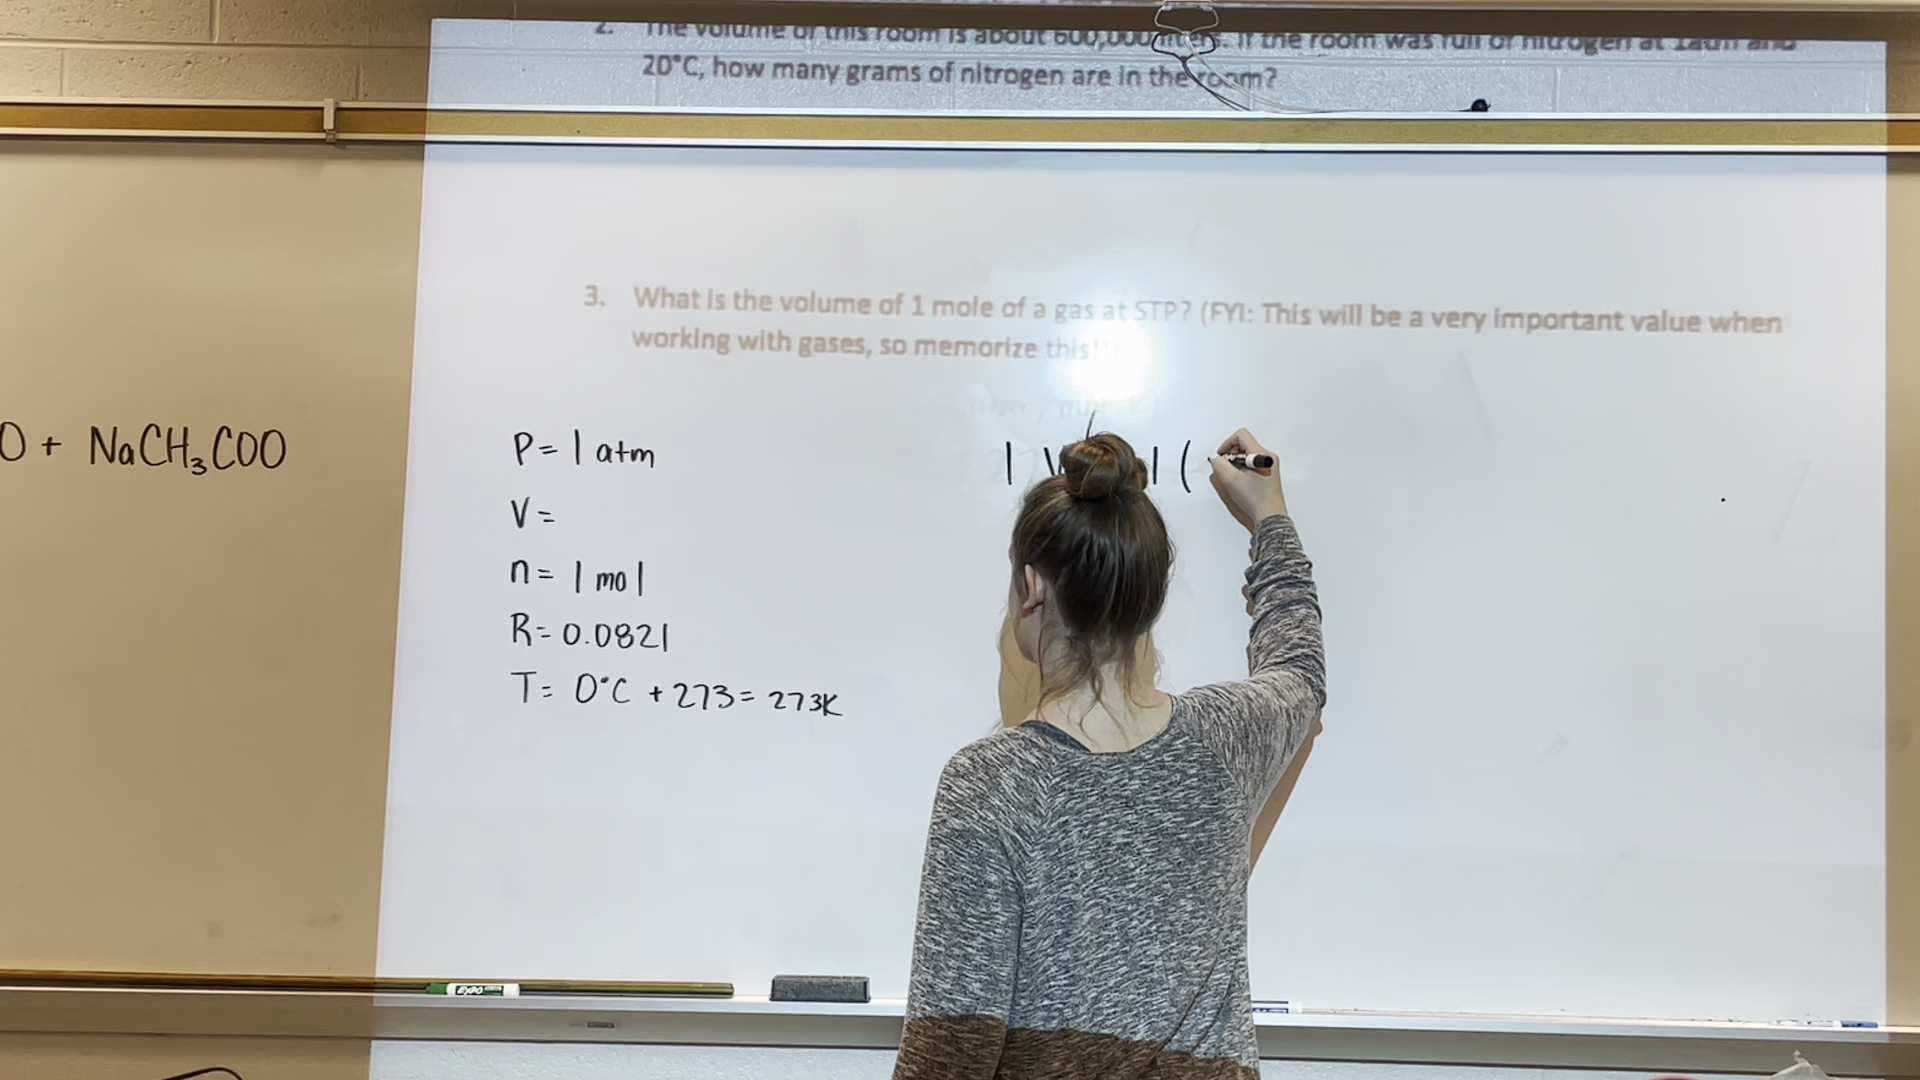 2. The volume of this room is about 600,000 . If the room was full of nitrogen at 1atm and
20°C, how many grams of nitrogen are in the room?
3. What is the volume of 1 mole of a gas at STP? (FYI: This will be a very important value when
working with gases, so memorize this!
O + NaCH₃COO
P = 1 atm
1 V 1 (
V =
n = 1 mol
R = 0.0821
T = 0°C + 273 = 273K
EXPO